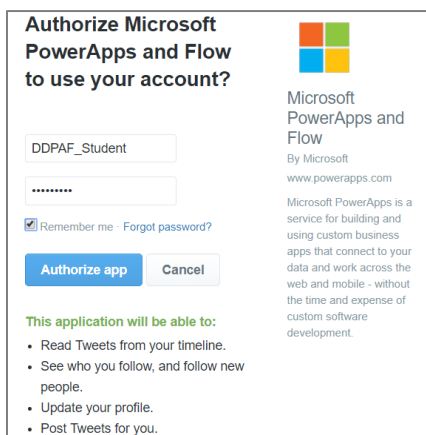 Authorize Microsoft
PowerApps and Flow
to use your account?
DDPAF_Student
•••••••••
Remember me · Forgot password?
Authorize app
Cancel
This application will be able to:
• Read Tweets from your timeline.
• See who you follow, and follow new
people.
• Update your profile.
• Post Tweets for you.
Microsoft
PowerApps and
Flow
By Microsoft
www.powerapps.com
Microsoft PowerApps is a
service for building and
using custom business
apps that connect to your
data and work across the
web and mobile - without
the time and expense of
custom software
development.